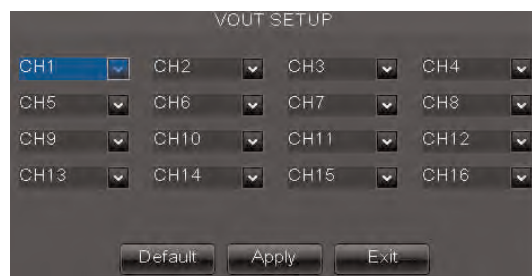 VOUT SETUP
CH1 CH2 CH3 CH4
CH5 CH6 CH7 CH8
CH9 CH10 CH11 CH12
CH13 CH14 CH15 CH16
Default Apply Exit